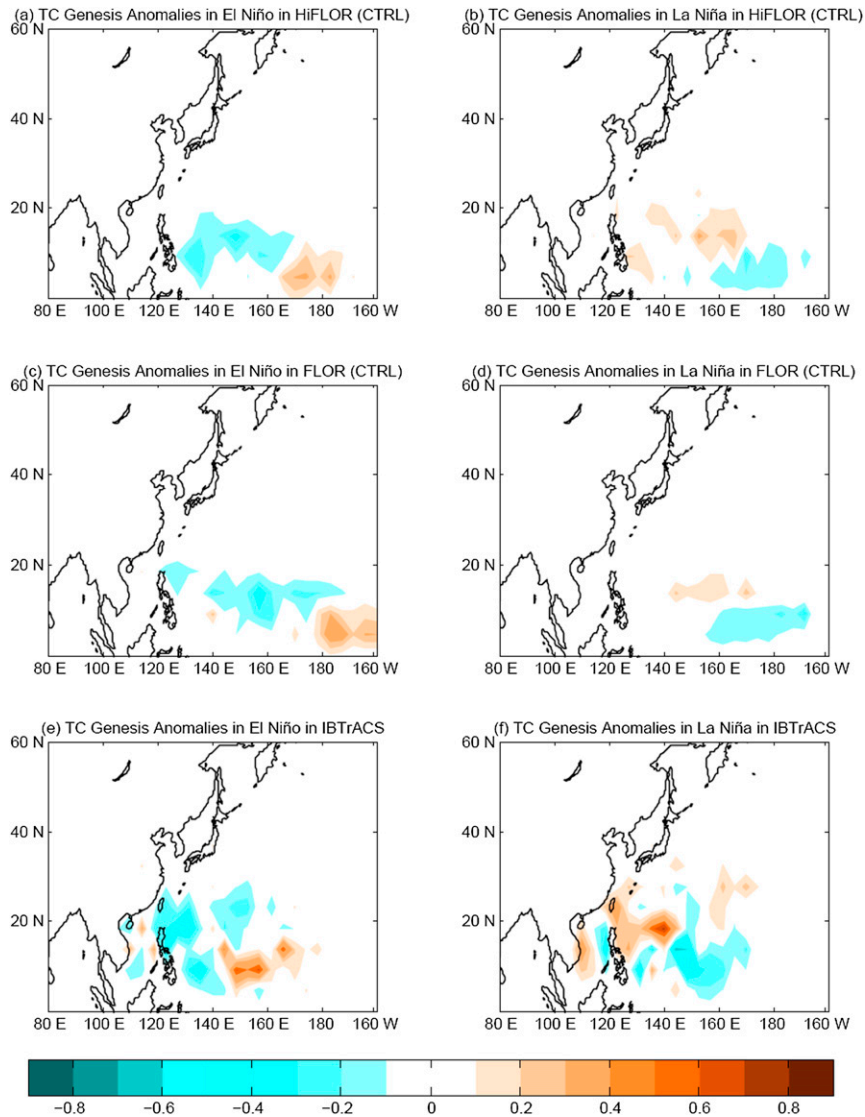 (a) TC Genesis Anomalies in El Niño in HiFLOR (CTRL)
60 N
40 N
20 N
80 E 100 E 120 E 140 E 160 E 180 160 W
(b) TC Genesis Anomalies in La Niña in HiFLOR (CTRL)
60 N
40 N
20 N
80 E 100 E 120 E 140 E 160 E 180 160 W
(c) TC Genesis Anomalies in El Niño in FLOR (CTRL)
60 N
40 N
20 N
80 E 100 E 120 E 140 E 160 E 180 160 W
(d) TC Genesis Anomalies in La Niña in FLOR (CTRL)
60 N
40 N
20 N
80 E 100 E 120 E 140 E 160 E 180 160 W
(e) TC Genesis Anomalies in El Niño in IBTrACS
60 N
40 N
20 N
80 E 100 E 120 E 140 E 160 E 180 160 W
(f) TC Genesis Anomalies in La Niña in IBTrACS
60 N
40 N
20 N
80 E 100 E 120 E 140 E 160 E 180 160 W
−0.8 −0.6 −0.4 −0.2 0 0.2 0.4 0.6 0.8